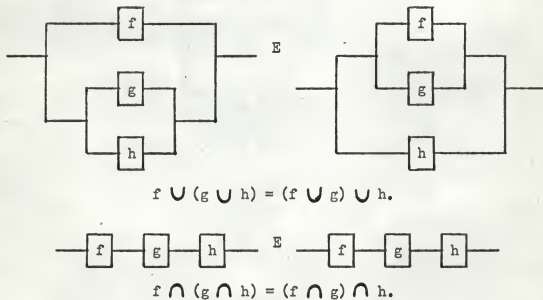 f E f
g g
h h
f ∪ (g ∪ h) = (f ∪ g) ∪ h.
f g h E f g h
f ∩ (g ∩ h) = (f ∩ g) ∩ h.